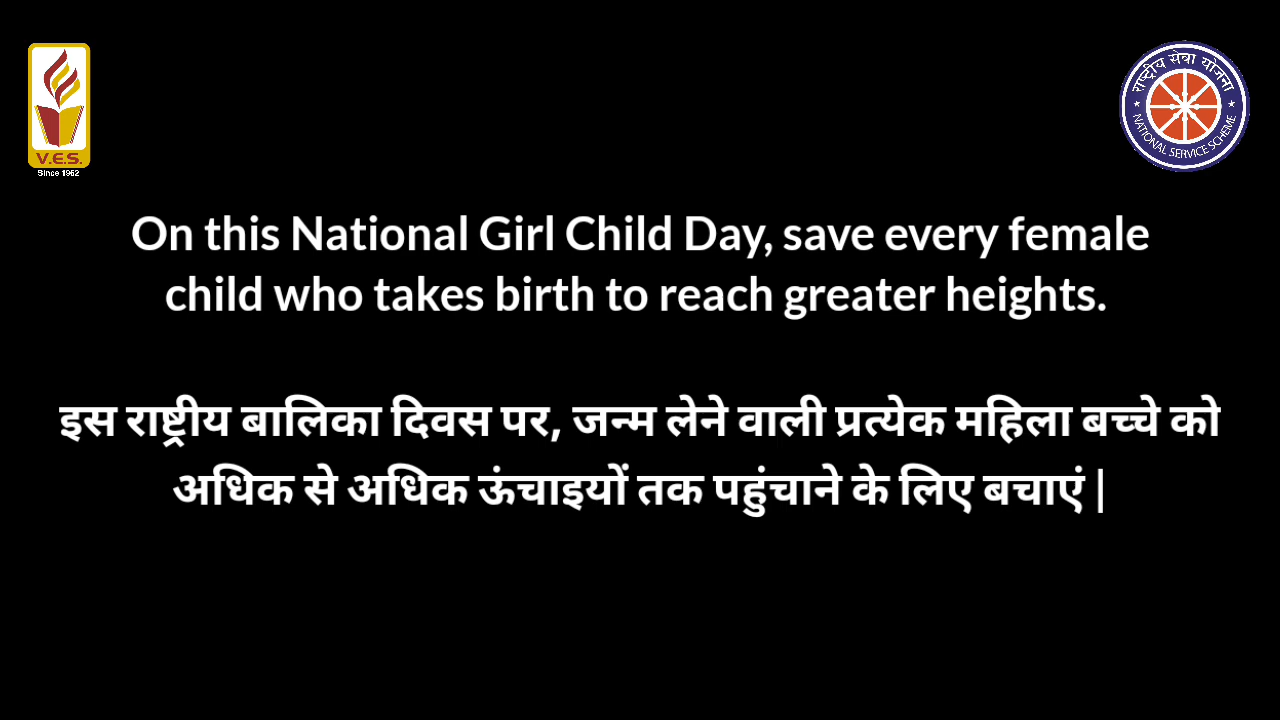 V.E.S.
Since 1962
राष्ट्रीय सेवा योजना
NATIONAL SERVICE SCHEME
On this National Girl Child Day, save every female
child who takes birth to reach greater heights.
इस राष्ट्रीय बालिका दिवस पर, जन्म लेने वाली प्रत्येक महिला बच्चे को
अधिक से अधिक ऊंचाइयों तक पहुंचाने के लिए बचाएं |